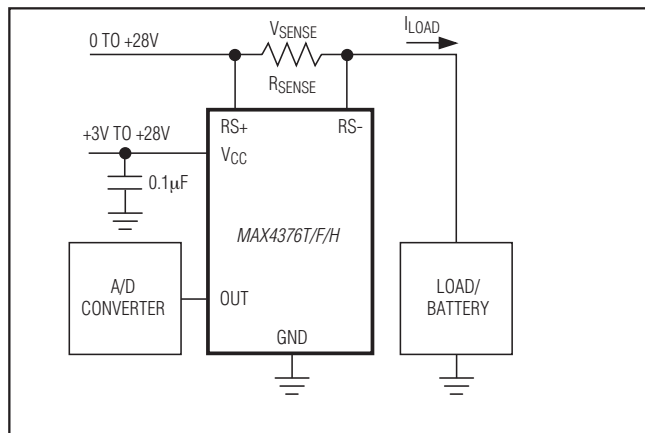 0 TO +28V
VSENSE
ILOAD
RSENSE
RS+
RS-
+3V TO +28V
VCC
0.1µF
MAX4376T/F/H
A/D
CONVERTER
OUT
LOAD/
BATTERY
GND